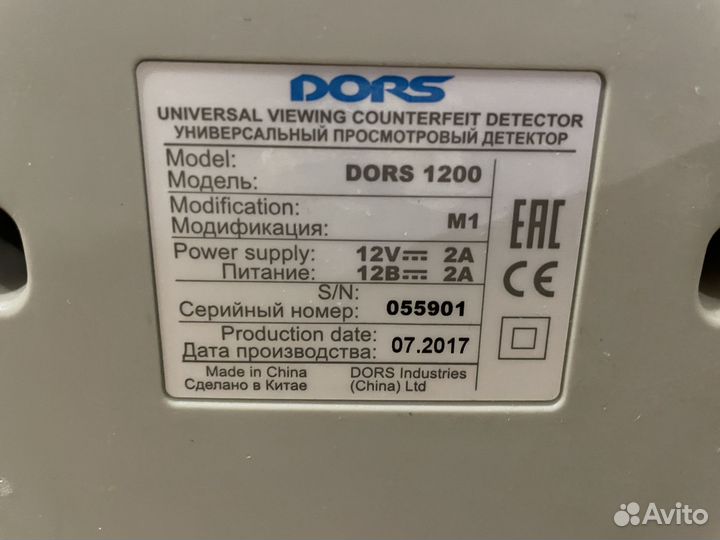 DORS
UNIVERSAL VIEWING COUNTERFEIT DETECTOR
УНИВЕРСАЛЬНЫЙ ПРОСМОТРОВЫЙ ДЕТЕКТОР
Model:
Модель: DORS 1200
Modification:
Модификация: M1
Power supply: 12V 2A
Питание: 12В 2А
S/N:
Серийный номер: 055901
Production date:
Дата производства: 07.2017
Made in China
Сделано в Китае
DORS Industries
(China) Ltd
EAC
CE
Avito